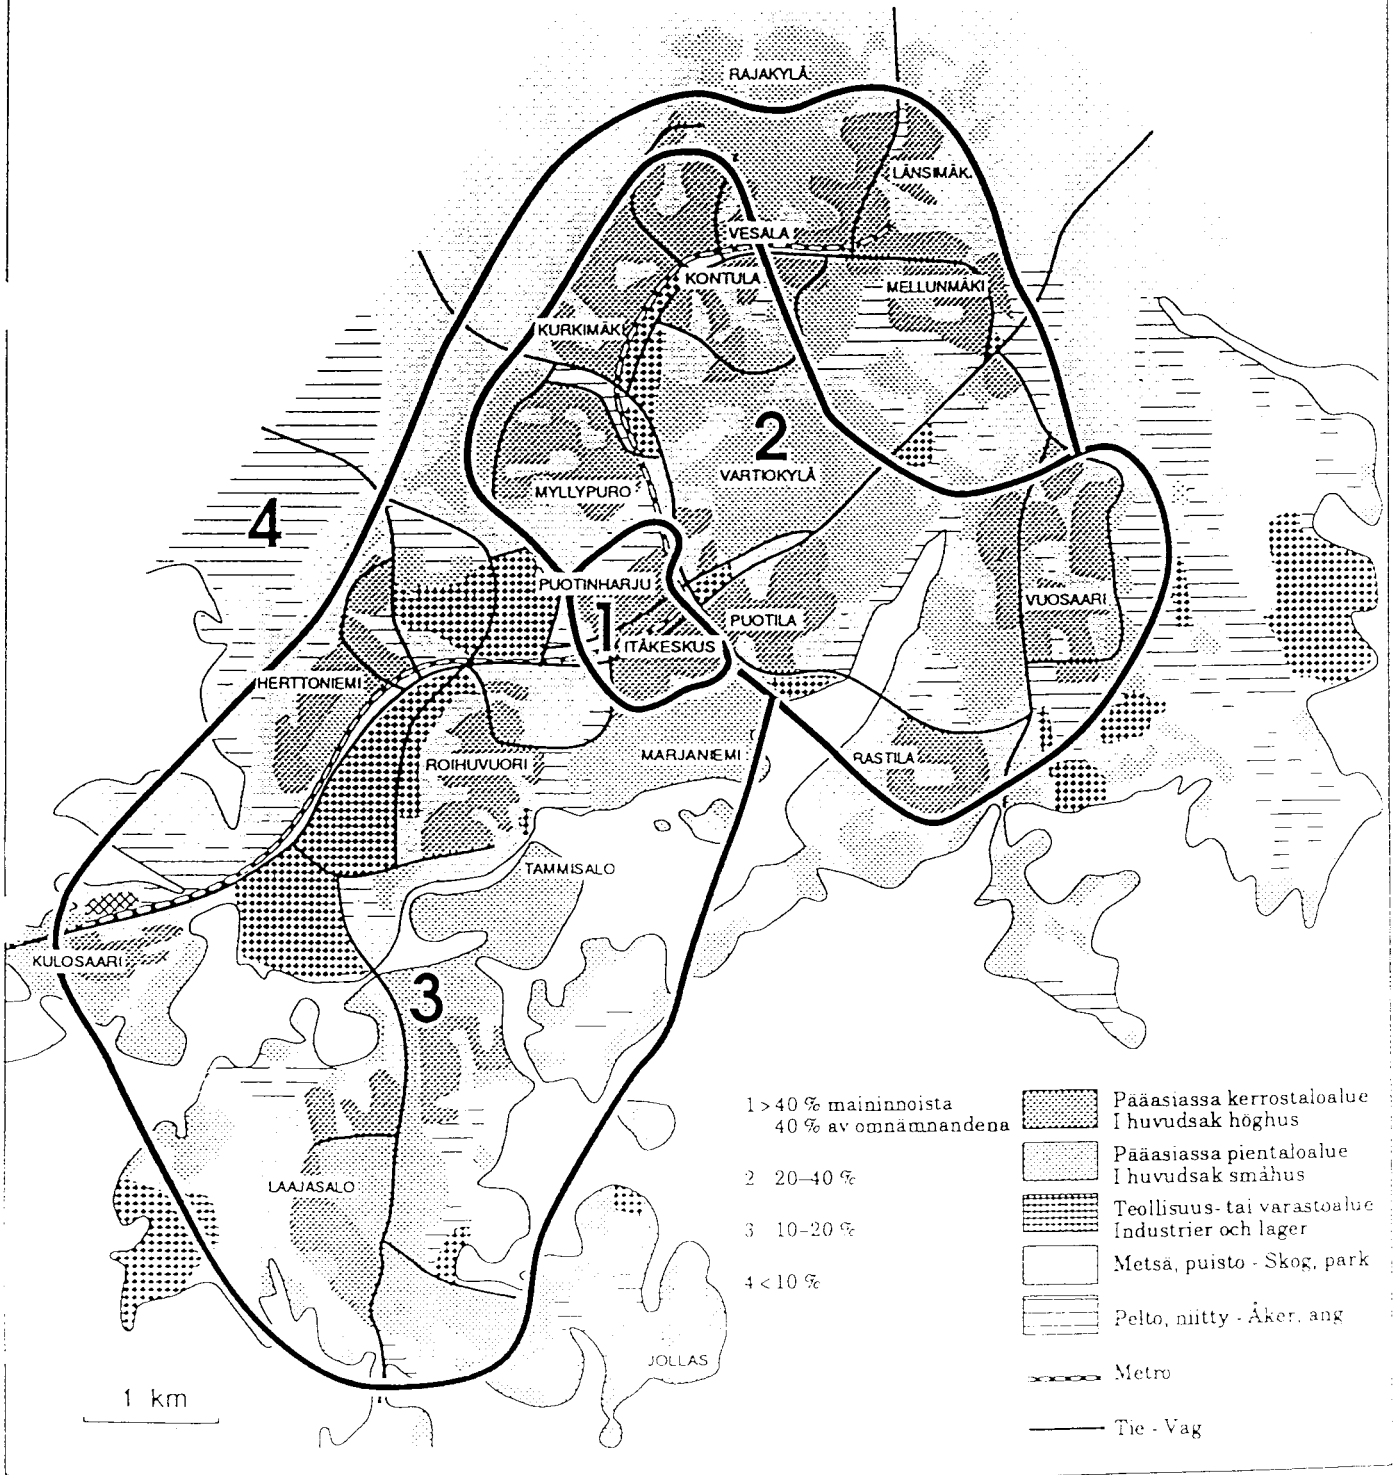 RAJAKYLÄ
LÄNSIMÄK.
VESALA
KONTULA
MELLUNMÄKI
KURKIMÄKI
2
VARTIOKYLÄ
MYLLYPURO
4
PUOTINHARJU
1
PUOTILA
VUOSAARI
ITÄKESKUS
HERTTONIEMI
MARJANIEMI
RASTILA
ROIHUVUORI
TAMMISALO
KULOSAARI
3
LAAJASALO
JOLLAS
1 km
1 > 40 % maininnoista
40 % av omnämnandena
2 20–40 %
3 10–20 %
4 < 10 %
Pääasiassa kerrostaloalue
I huvudsak höghus
Pääasiassa pientaloalue
I huvudsak småhus
Teollisuus- tai varastoalue
Industrier och lager
Metsä, puisto - Skog, park
Pelto, niitty - Åker, äng
Metro
Tie - Väg